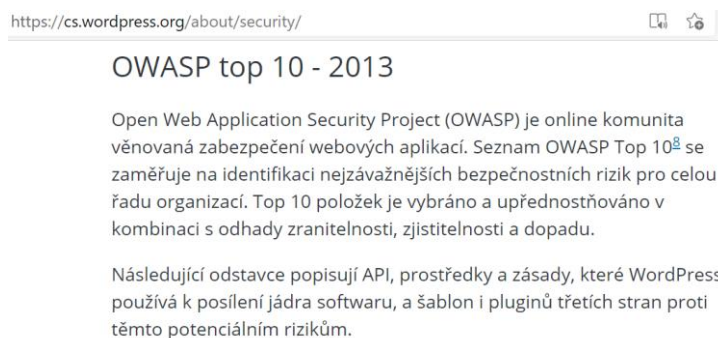 https://cs.wordpress.org/about/security/
OWASP top 10 - 2013
Open Web Application Security Project (OWASP) je online komunita
věnovaná zabezpečení webových aplikací. Seznam OWASP Top 10⁸ se
zaměřuje na identifikaci nejzávažnějších bezpečnostních rizik pro celou
řadu organizací. Top 10 položek je vybráno a upřednostňováno v
kombinaci s odhady zranitelnosti, zjistitelnosti a dopadu.
Následující odstavce popisují API, prostředky a zásady, které WordPress
používá k posílení jádra softwaru, a šablon i pluginů třetích stran proti
těmto potenciálním rizikům.